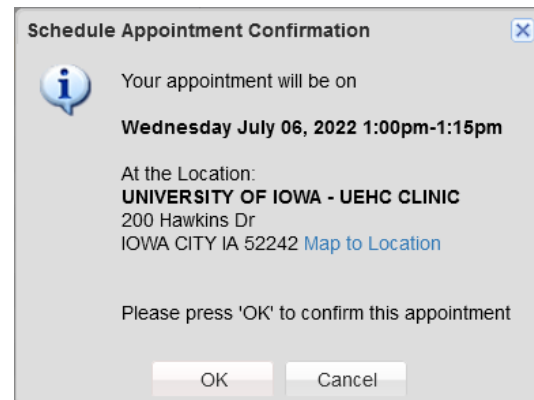 Schedule Appointment Confirmation
Your appointment will be on
Wednesday July 06, 2022 1:00pm-1:15pm
At the Location:
UNIVERSITY OF IOWA - UEHC CLINIC
200 Hawkins Dr
IOWA CITY IA 52242 Map to Location
Please press 'OK' to confirm this appointment
OK Cancel